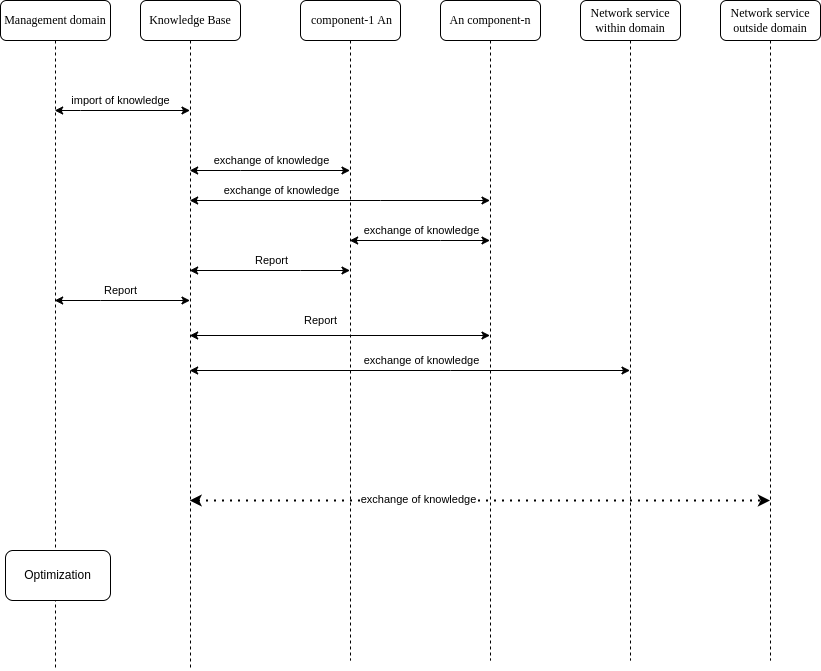 Management domain
Knowledge Base
component-1 An
An component-n
Network service
within domain
Network service
outside domain
import of knowledge
exchange of knowledge
exchange of knowledge
exchange of knowledge
Report
Report
Report
exchange of knowledge
exchange of knowledge
Optimization